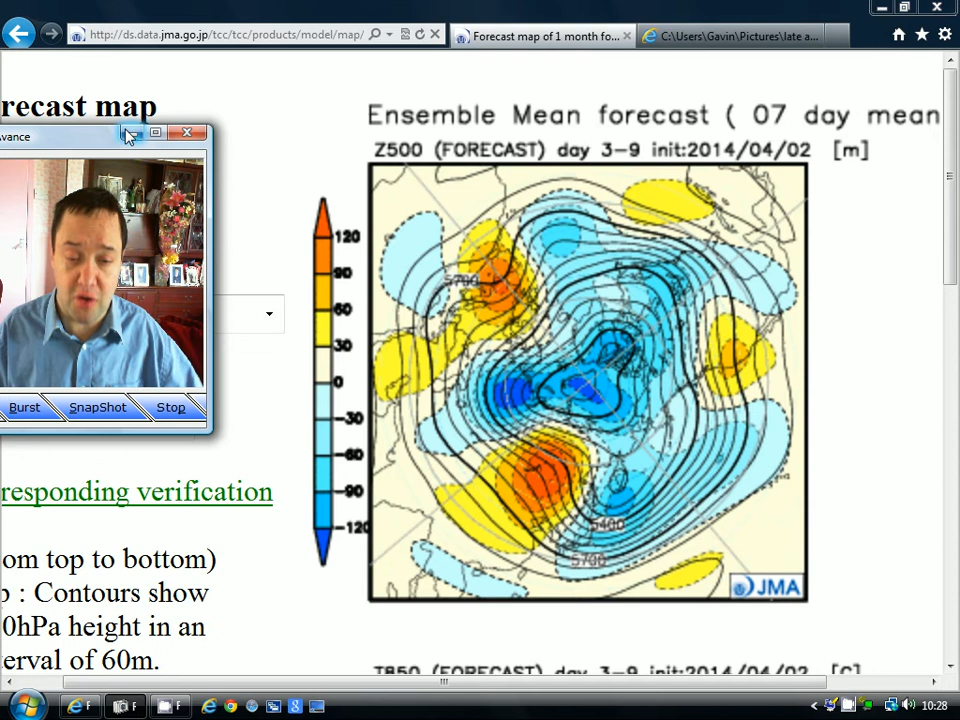 http://ds.data.jma.go.jp/tcc/tcc/products/model/map/
Forecast map of 1 month fo...
C:\Users\Gavin\Pictures\late a...
recast map
Avance
Burst
SnapShot
Stop
responding verification
om top to bottom)
p : Contours show
0hPa height in an
terval of 60m.
Ensemble Mean forecast ( 07 day mean
Z500 (FORECAST) day 3-9 init:2014/04/02 [m]
120
90
60
30
0
-30
-60
-90
-120
5700
5400
5700
JMA
T850 (FORECAST) day 3-9 init:2014/04/02 [C]
F
F
F
10:28